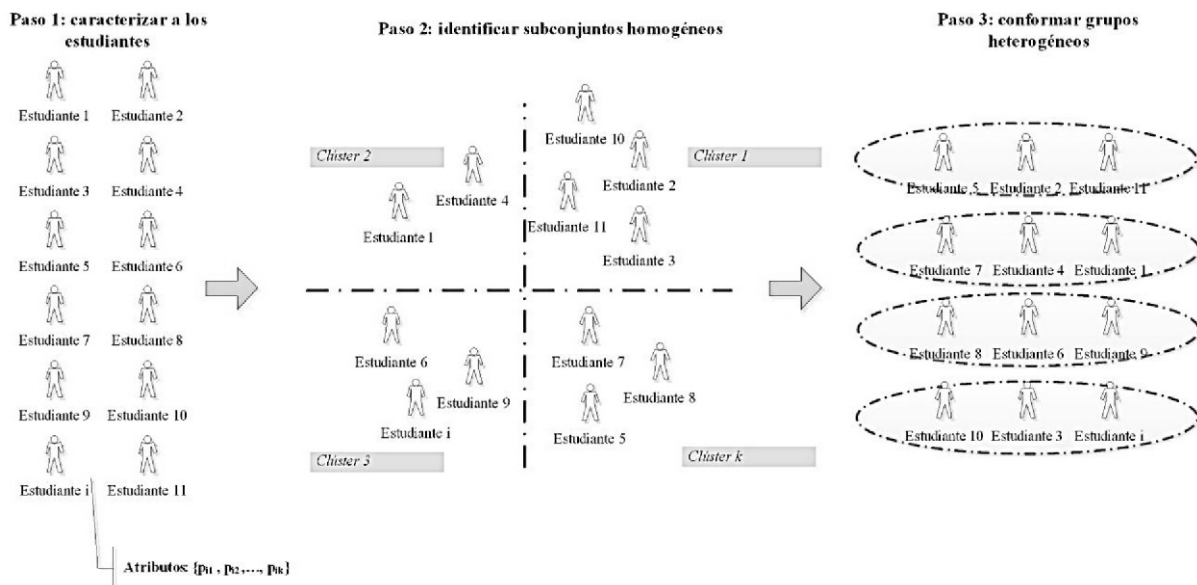 Paso 1: caracterizar a los
estudiantes
Estudiante 1 Estudiante 2
Estudiante 3 Estudiante 4
Estudiante 5 Estudiante 6
Estudiante 7 Estudiante 8
Estudiante 9 Estudiante 10
Estudiante i Estudiante 11
Atributos: {pi1 , pi2,…, pik}
Paso 2: identificar subconjuntos homogéneos
Clúster 2
Estudiante 4
Estudiante 1
Estudiante 10
Clúster 1
Estudiante 2
Estudiante 11
Estudiante 3
Estudiante 6
Estudiante 9
Estudiante i
Clúster 3
Estudiante 7
Estudiante 8
Estudiante 5
Clúster k
Paso 3: conformar grupos
heterogéneos
Estudiante 5 Estudiante 2 Estudiante 11
Estudiante 7 Estudiante 4 Estudiante 1
Estudiante 8 Estudiante 6 Estudiante 9
Estudiante 10 Estudiante 3 Estudiante i